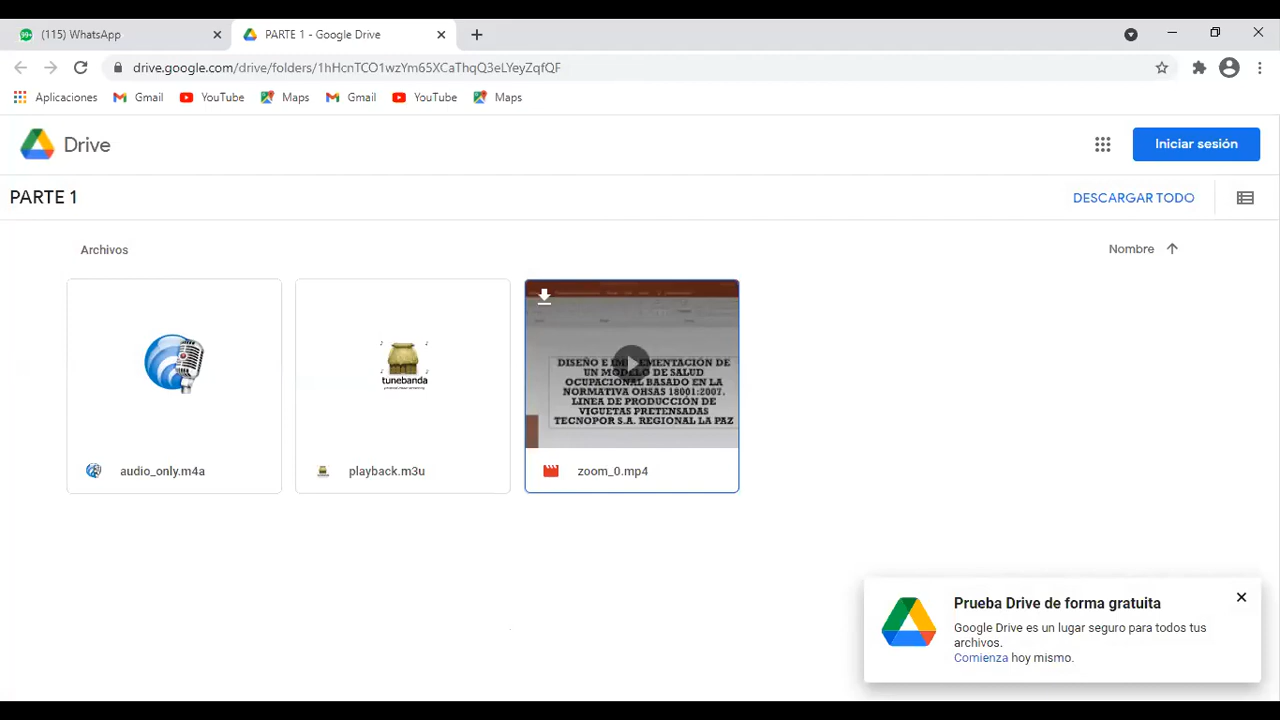 (115) WhatsApp
PARTE 1 - Google Drive
drive.google.com/drive/folders/1hHcnTCO1wzYm65XCaThqQ3eLYeyZqfQF
Aplicaciones Gmail YouTube Maps Gmail YouTube Maps
Drive
Iniciar sesión
PARTE 1
DESCARGAR TODO
Archivos
Nombre
tunebanda
DISEÑO E IMPLEMENTACIÓN DE
UN MODELO DE SALUD
OCUPACIONAL BASADO EN LA
NORMATIVA OHSAS 18001:2007.
LINEA DE PRODUCCIÓN DE
VIGUETAS PRETENSADAS
TECNOPOR S.A. REGIONAL LA PAZ
audio_only.m4a
playback.m3u
zoom_0.mp4
Prueba Drive de forma gratuita
Google Drive es un lugar seguro para todos tus
archivos.
Comienza hoy mismo.